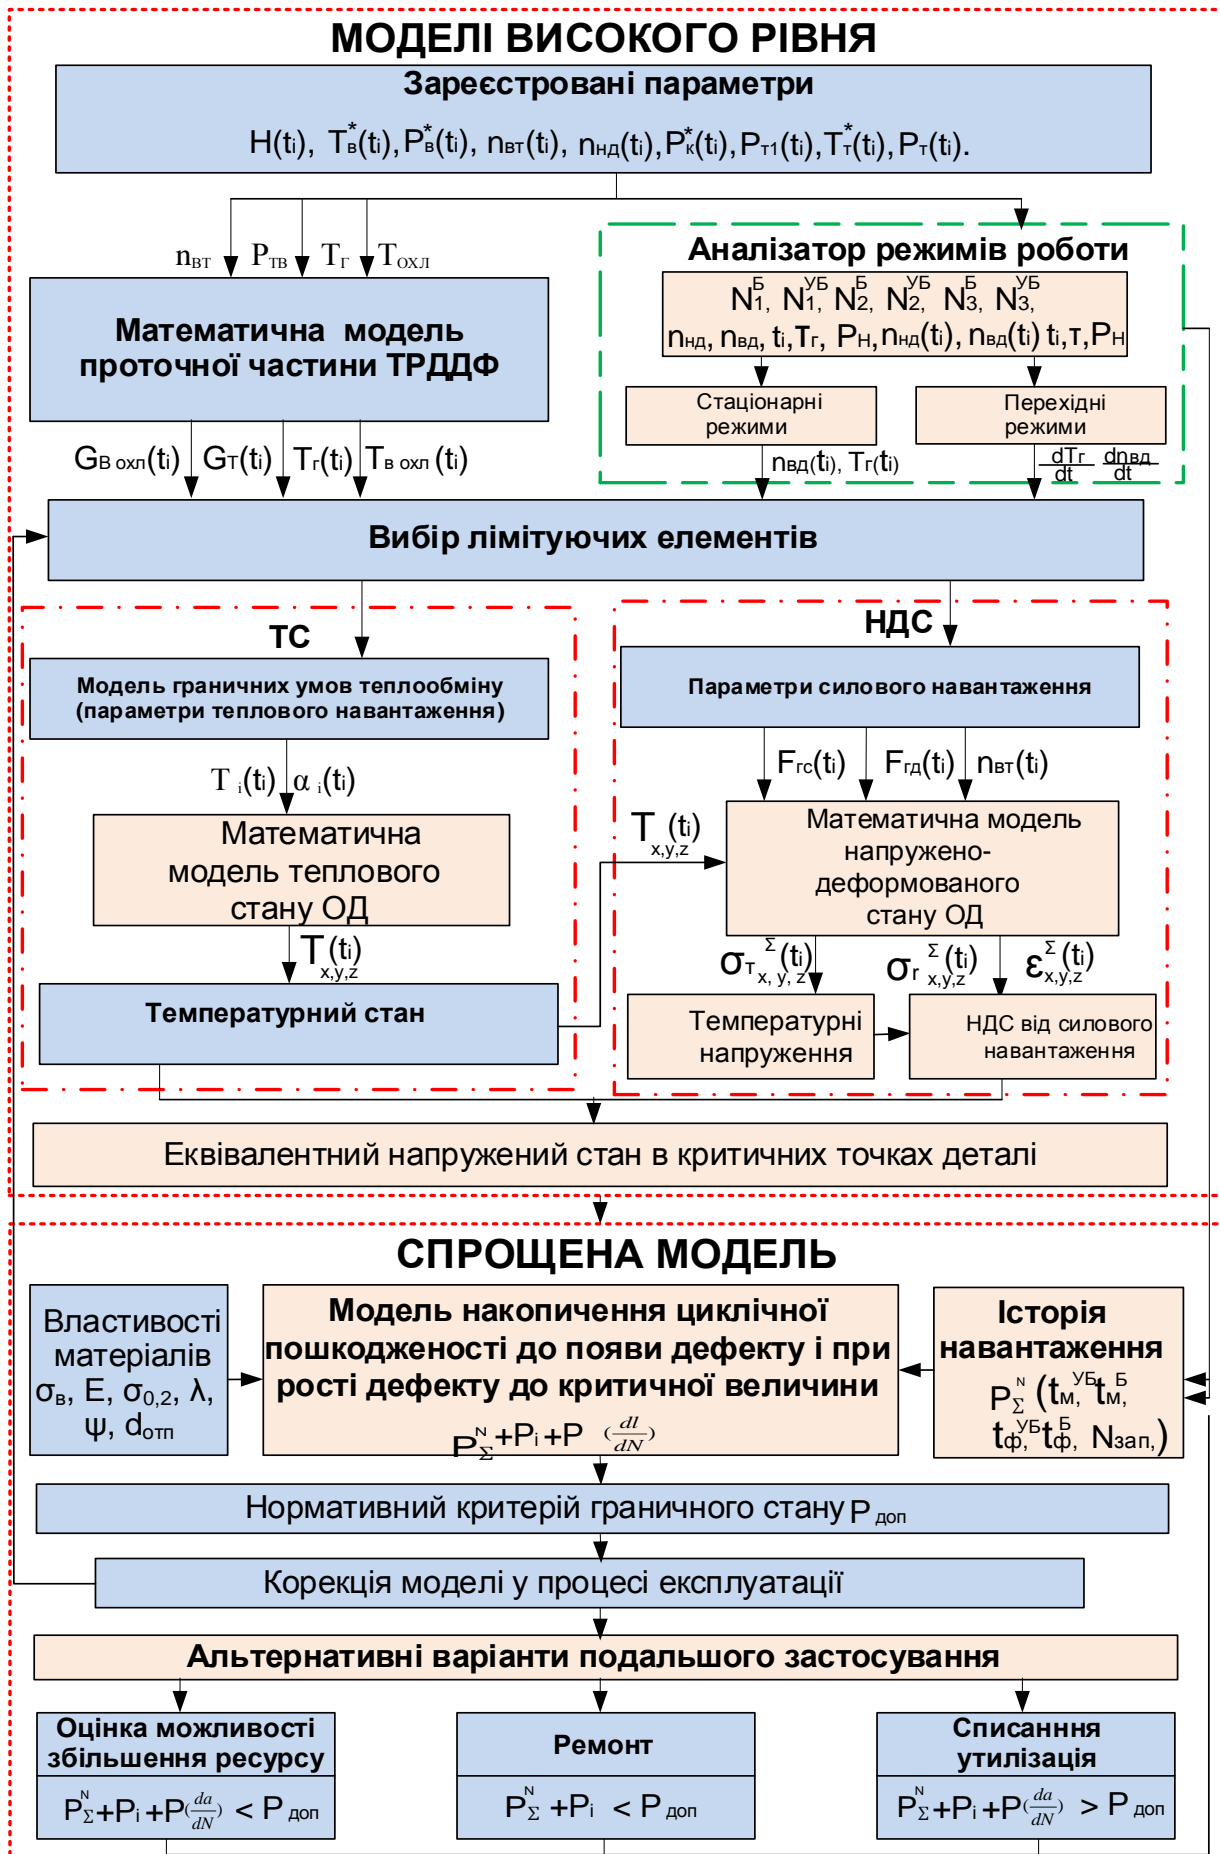 МОДЕЛІ ВИСОКОГО РІВНЯ
Зареєстровані параметри
H(ti), T*в(ti), P*в(ti), nвт(ti), nнд(ti), P*к(ti), Pт1(ti), T*т(ti), Pт(ti).
nВТ PТВ TГ TОХЛ
Математична модель
проточної частини ТРДДФ
Аналізатор режимів роботи
N1Б, N1УБ, N2Б, N2УБ, N3Б, N3УБ,
nнд, nвд, ti, Tг, PН, nнд(ti), nвд(ti) ti, т, PН
Стаціонарні
режими
Перехідні
режими
GВ охл(ti) GТ(ti) Tг(ti) Tв охл (ti)
nвд(ti), Tг(ti)
dTг/dt dnвд/dt
Вибір лімітуючих елементів
ТС
Модель граничних умов теплообміну
(параметри теплового навантаження)
T i(ti) α i(ti)
Математична
модель теплового
стану ОД
Tx,y,z(ti)
Температурний стан
НДС
Параметри силового навантаження
Fгс(ti) Fгд(ti) nвт(ti)
Tx,y,z(ti)
Математична модель
напружено-
деформованого
стану ОД
σт x, y, z Σ(ti) σr x,y,z Σ(ti) εx,y,z Σ(ti)
Температурні
напруження
НДС від силового
навантаження
Еквівалентний напружений стан в критичних точках деталі
СПРОЩЕНА МОДЕЛЬ
Властивості
матеріалів
σв, E, σ0,2, λ,
ψ, dотп
Модель накопичення циклічної
пошкодженості до появи дефекту і при
рості дефекту до критичної величини
PΣN+Pi+P (dl/dN)
Історія
навантаження
PΣN (tмУБ, tмБ,
tфУБ, tфБ, Nзап,)
Нормативний критерій граничного стану P доп
Корекція моделі у процесі експлуатації
Альтернативні варіанти подальшого застосування
Оцінка можливості
збільшення ресурсу
PΣN+Pi+P(da/dN) < P доп
Ремонт
PΣN +Pi < P доп
Списанння
утилізація
PΣN+Pi+P(da/dN) > P доп